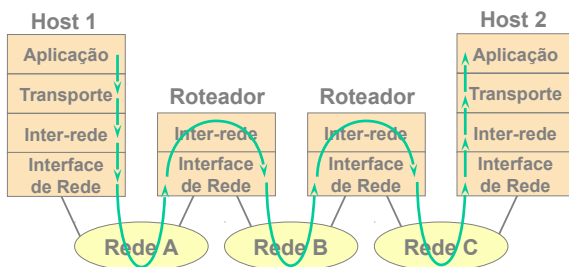 Host 1
Aplicação
Transporte
Inter-rede
Interface
de Rede
Roteador
Inter-rede
Interface
de Rede
Roteador
Inter-rede
Interface
de Rede
Host 2
Aplicação
Transporte
Inter-rede
Interface
de Rede
Rede A
Rede B
Rede C